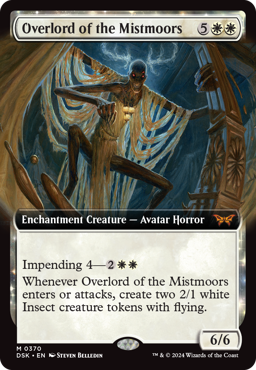 Overlord of the Mistmoors 5
Enchantment Creature — Avatar Horror
Impending 4—2
Whenever Overlord of the Mistmoors
enters or attacks, create two 2/1 white
Insect creature tokens with flying.
6/6
M 0370
DSK • EN Steven Belledin
™ & © 2024 Wizards of the Coast